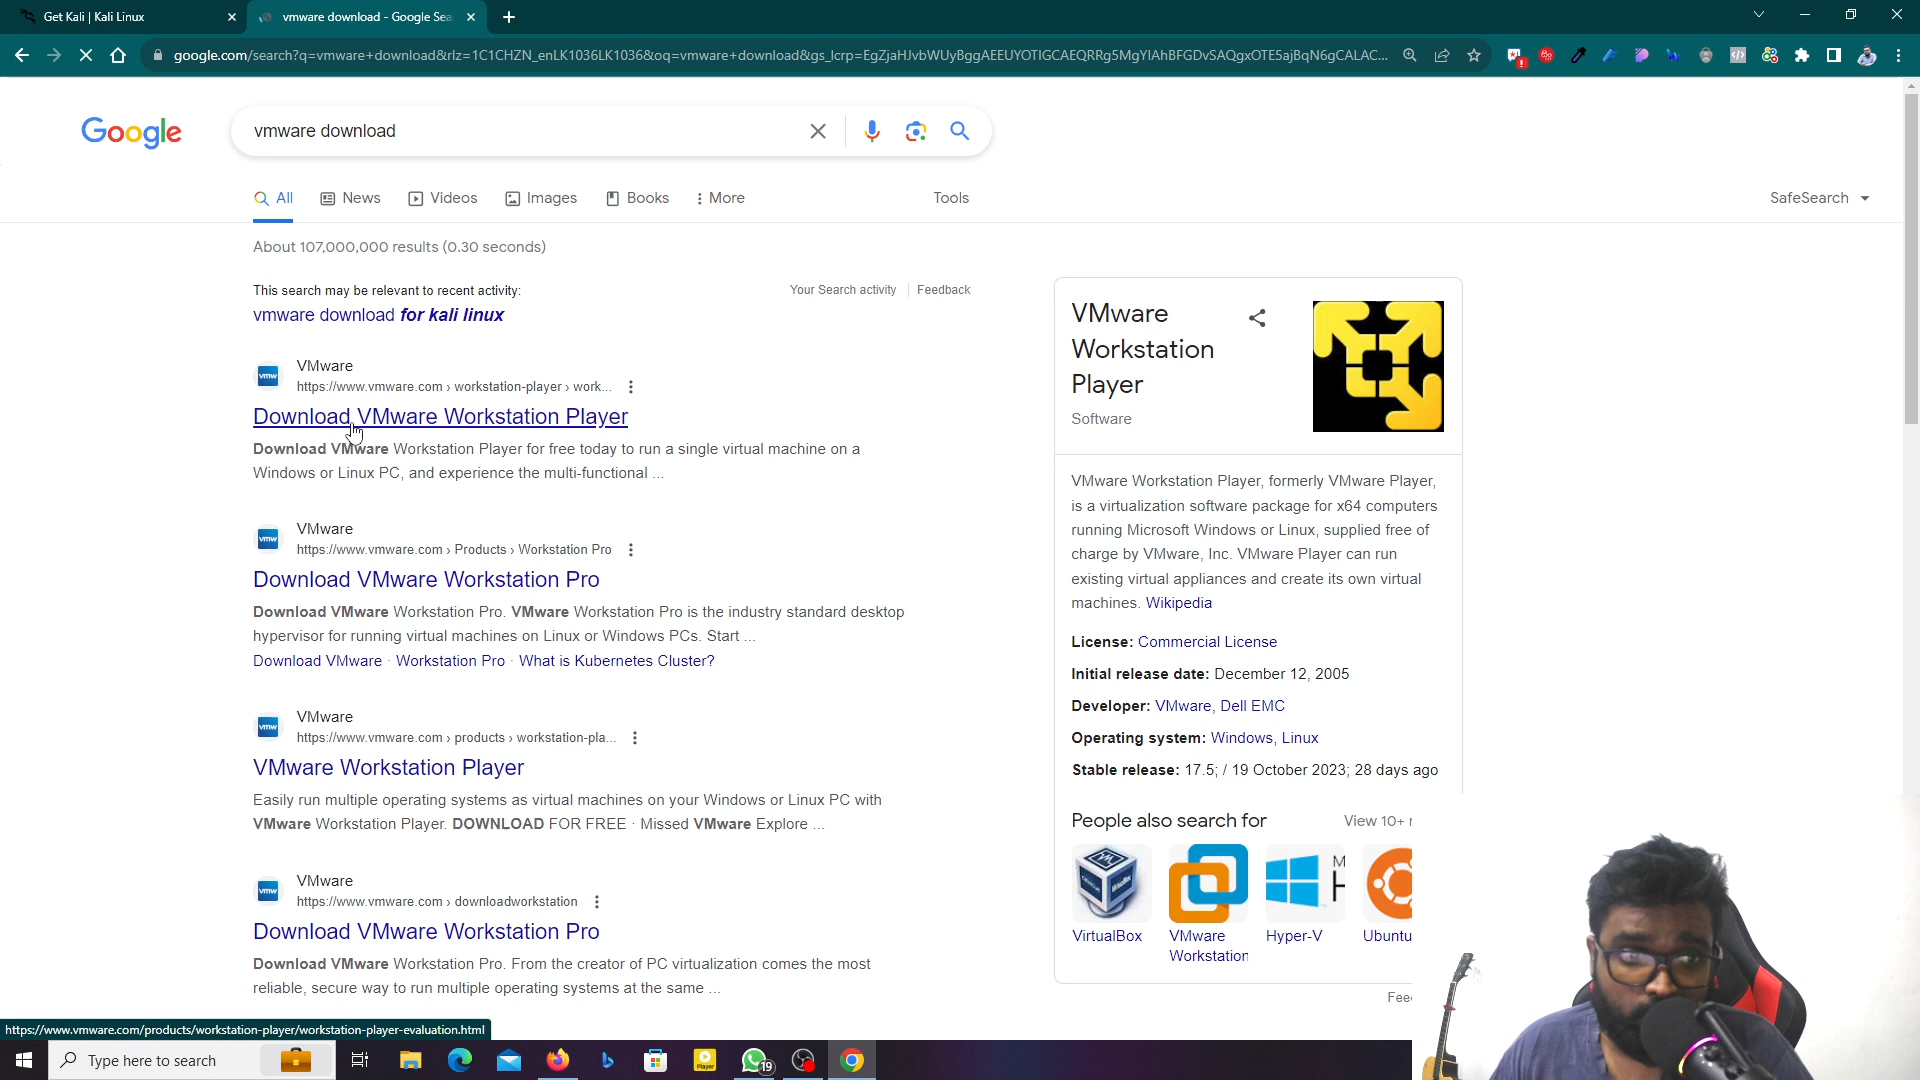 Get Kali | Kali Linux
vmware download - Google Sea
google.com/search?q=vmware+download&rlz=1C1CHZN_enLK1036LK1036&oq=vmware+download&gs_lcrp=EgZjaHJvbWUyBggAEEUYOTIGCAEQRRg5MgYIAhBFGDvSAQgxOTE5ajBqN6gCALAC...
Google
vmware download
All
News
Videos
Images
Books
More
Tools
SafeSearch
About 107,000,000 results (0.30 seconds)
This search may be relevant to recent activity:
Your Search activity
Feedback
vmware download for kali linux
VMware
https://www.vmware.com › workstation-player › work...
Download VMware Workstation Player
Download VMware Workstation Player for free today to run a single virtual machine on a
Windows or Linux PC, and experience the multi-functional ...
VMware
https://www.vmware.com › Products › Workstation Pro
Download VMware Workstation Pro
Download VMware Workstation Pro. VMware Workstation Pro is the industry standard desktop
hypervisor for running virtual machines on Linux or Windows PCs. Start ...
Download VMware · Workstation Pro · What is Kubernetes Cluster?
VMware
https://www.vmware.com › products › workstation-pla...
VMware Workstation Player
Easily run multiple operating systems as virtual machines on your Windows or Linux PC with
VMware Workstation Player. DOWNLOAD FOR FREE · Missed VMware Explore ...
VMware
https://www.vmware.com › downloadworkstation
Download VMware Workstation Pro
Download VMware Workstation Pro. From the creator of PC virtualization comes the most
reliable, secure way to run multiple operating systems at the same ...
VMware
Workstation
Player
Software
VMware Workstation Player, formerly VMware Player,
is a virtualization software package for x64 computers
running Microsoft Windows or Linux, supplied free of
charge by VMware, Inc. VMware Player can run
existing virtual appliances and create its own virtual
machines. Wikipedia
License: Commercial License
Initial release date: December 12, 2005
Developer: VMware, Dell EMC
Operating system: Windows, Linux
Stable release: 17.5; / 19 October 2023; 28 days ago
People also search for
View 10+
VirtualBox
VMware
Workstation
Hyper-V
Ubuntu
https://www.vmware.com/products/workstation-player/workstation-player-evaluation.html
Type here to search
Player
19